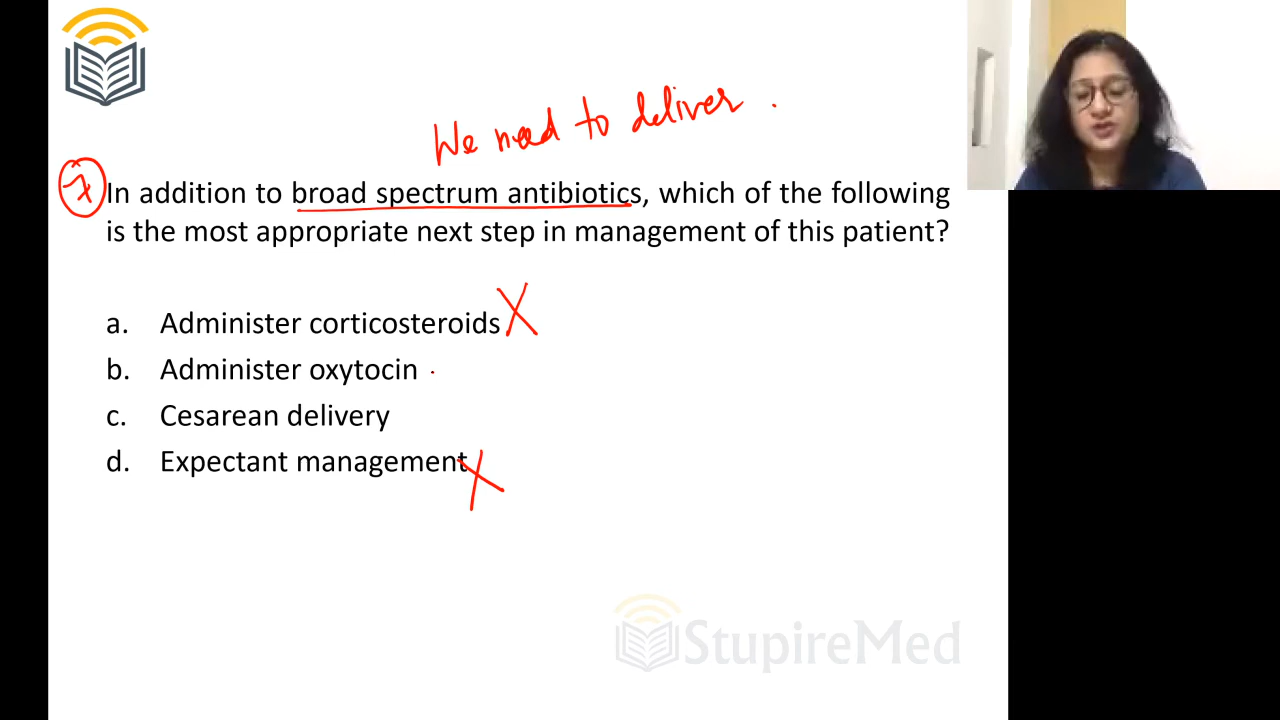 We need to deliver .
7
In addition to broad spectrum antibiotics, which of the following
is the most appropriate next step in management of this patient?
a. Administer corticosteroids X
b. Administer oxytocin
c. Cesarean delivery
d. Expectant management X
StupireMed